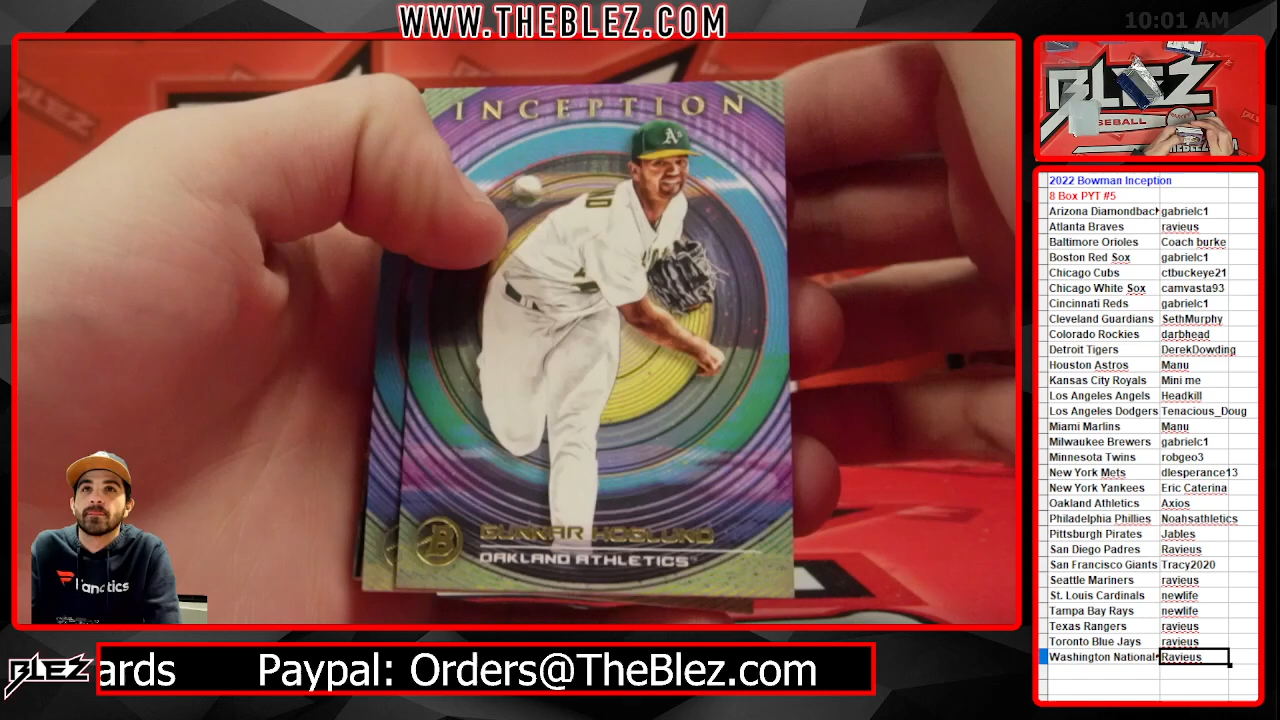 WWW.THEBLEZ.COM
10:01 AM
INCEPTION
A's
GUNNAR HOGLUND
OAKLAND ATHLETICS
B
Fanatics
BLEZ
BASEBALL
2022 Bowman Inception
8 Box PYT #5
Arizona Diamondback gabrielc1
Atlanta Braves ravieus
Baltimore Orioles Coach burke
Boston Red Sox gabrielc1
Chicago Cubs ctbuckeye21
Chicago White Sox camvasta93
Cincinnati Reds gabrielc1
Cleveland Guardians SethMurphy
Colorado Rockies darbhead
Detroit Tigers DerekDowding
Houston Astros Manu
Kansas City Royals Mini me
Los Angeles Angels Headkill
Los Angeles Dodgers Tenacious_Doug
Miami Marlins Manu
Milwaukee Brewers gabrielc1
Minnesota Twins robgeo3
New York Mets dlesperance13
New York Yankees Eric Caterina
Oakland Athletics Axios
Philadelphia Phillies Noahsathletics
Pittsburgh Pirates Jables
San Diego Padres Ravieus
San Francisco Giants Tracy2020
Seattle Mariners ravieus
St. Louis Cardinals newlife
Tampa Bay Rays newlife
Texas Rangers ravieus
Toronto Blue Jays ravieus
Washington National Ravieus
BLEZ
ards Paypal: Orders@TheBlez.com